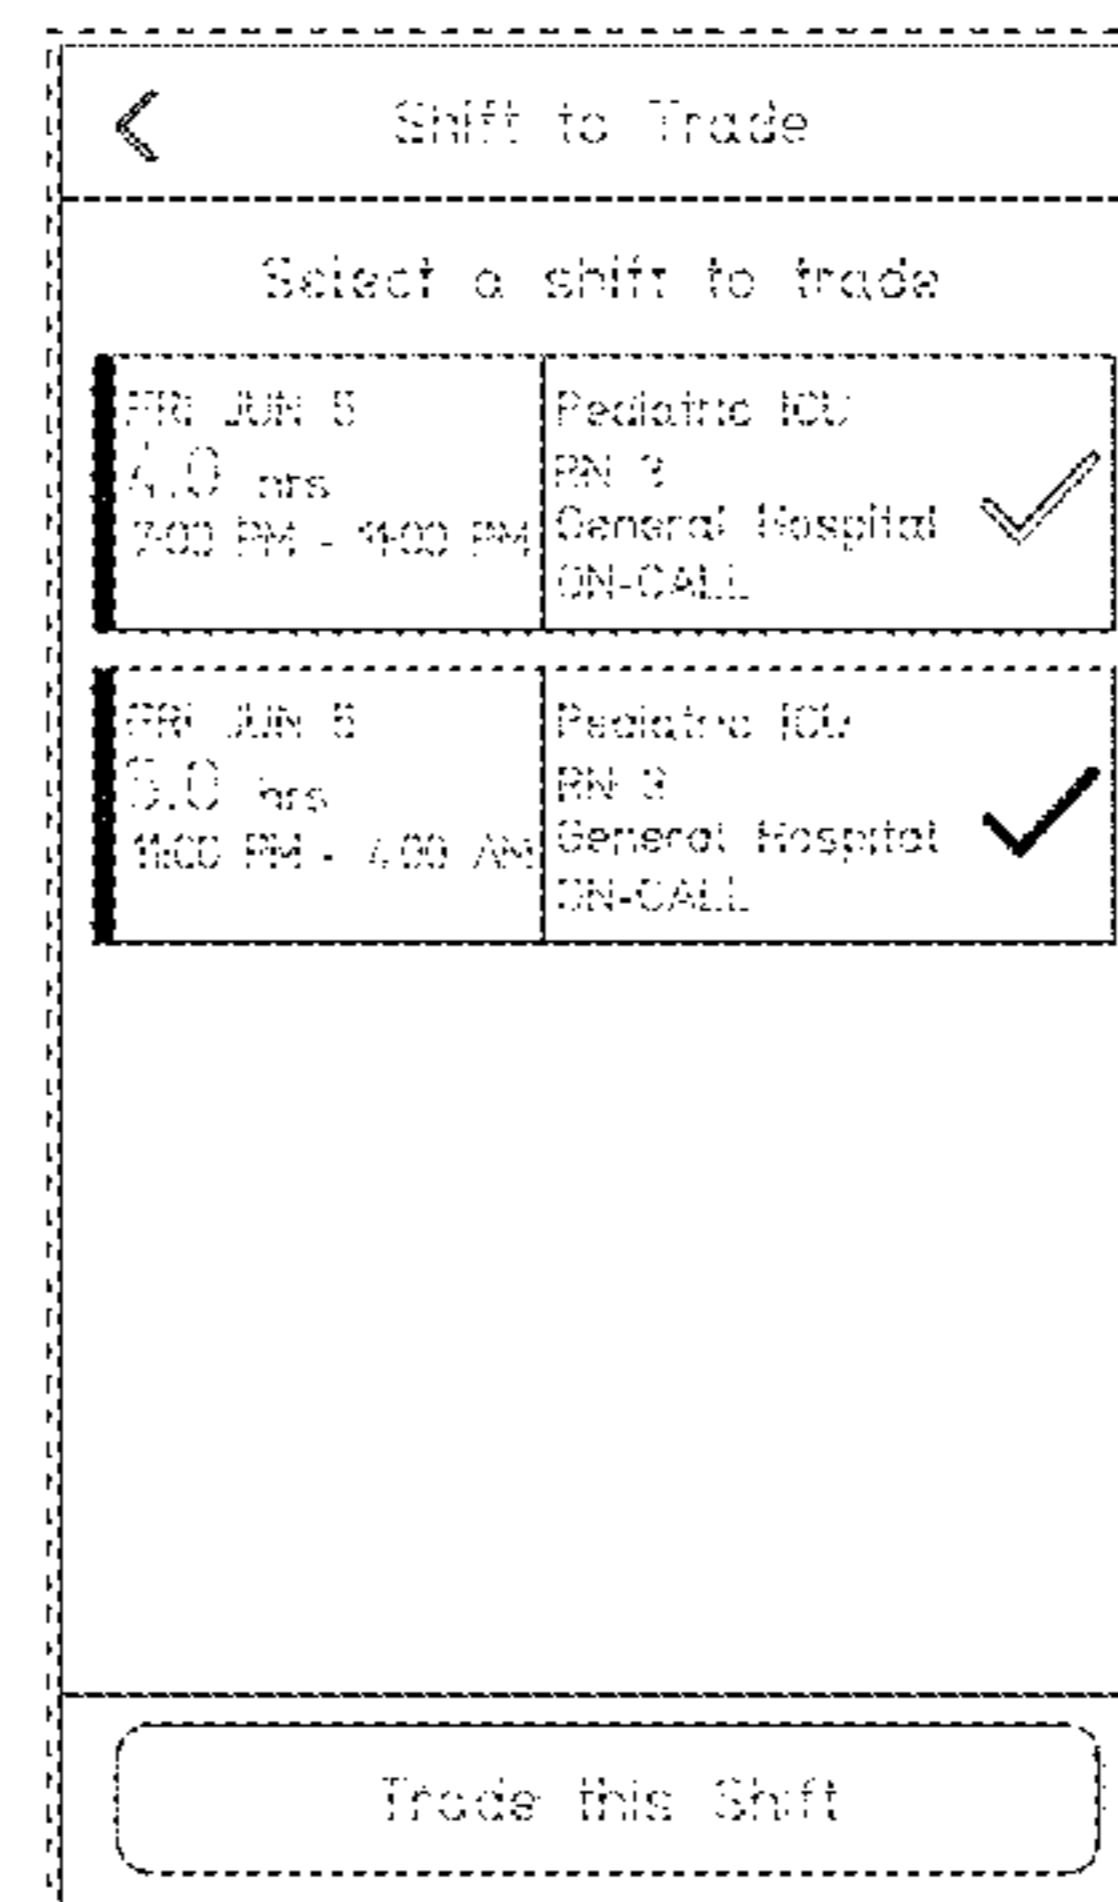 Shift to Trade
Select a shift to trade
FRI JUN 5
4.0 hrs
7:00 PM - 11:00 PM
Pediatric ICU
RN 3
General Hospital
ON-CALL
FRI JUN 5
5.0 hrs
11:00 PM - 4:00 AM
Pediatric ICU
RN 3
General Hospital
ON-CALL
Trade this Shift